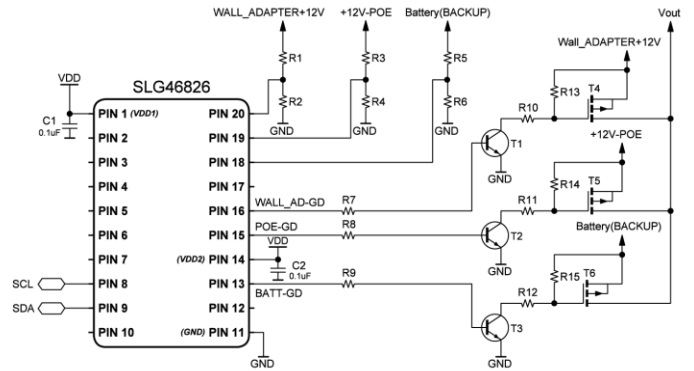 WALL_ADAPTER+12V +12V-POE Battery(BACKUP) Vout
Wall_ADAPTER+12V
R1 R3 R5
VDD
SLG46826
R13 T4
C1
0.1uF
R2 R4 R6
R10
PIN 1 (VDD1) PIN 20
GND GND GND
T1
PIN 2 PIN 19
+12V-POE
PIN 3 PIN 18
GND
PIN 4 PIN 17
R14 T5
PIN 5 PIN 16 WALL_AD-GD R7
R11
PIN 6 PIN 15 POE-GD R8
T2
VDD
Battery(BACKUP)
PIN 7 (VDD2) PIN 14
C2
0.1uF
GND
SCL PIN 8 PIN 13 R9
R15 T6
BATT-GD
R12
SDA PIN 9 PIN 12
T3
PIN 10 (GND) PIN 11
GND
GND